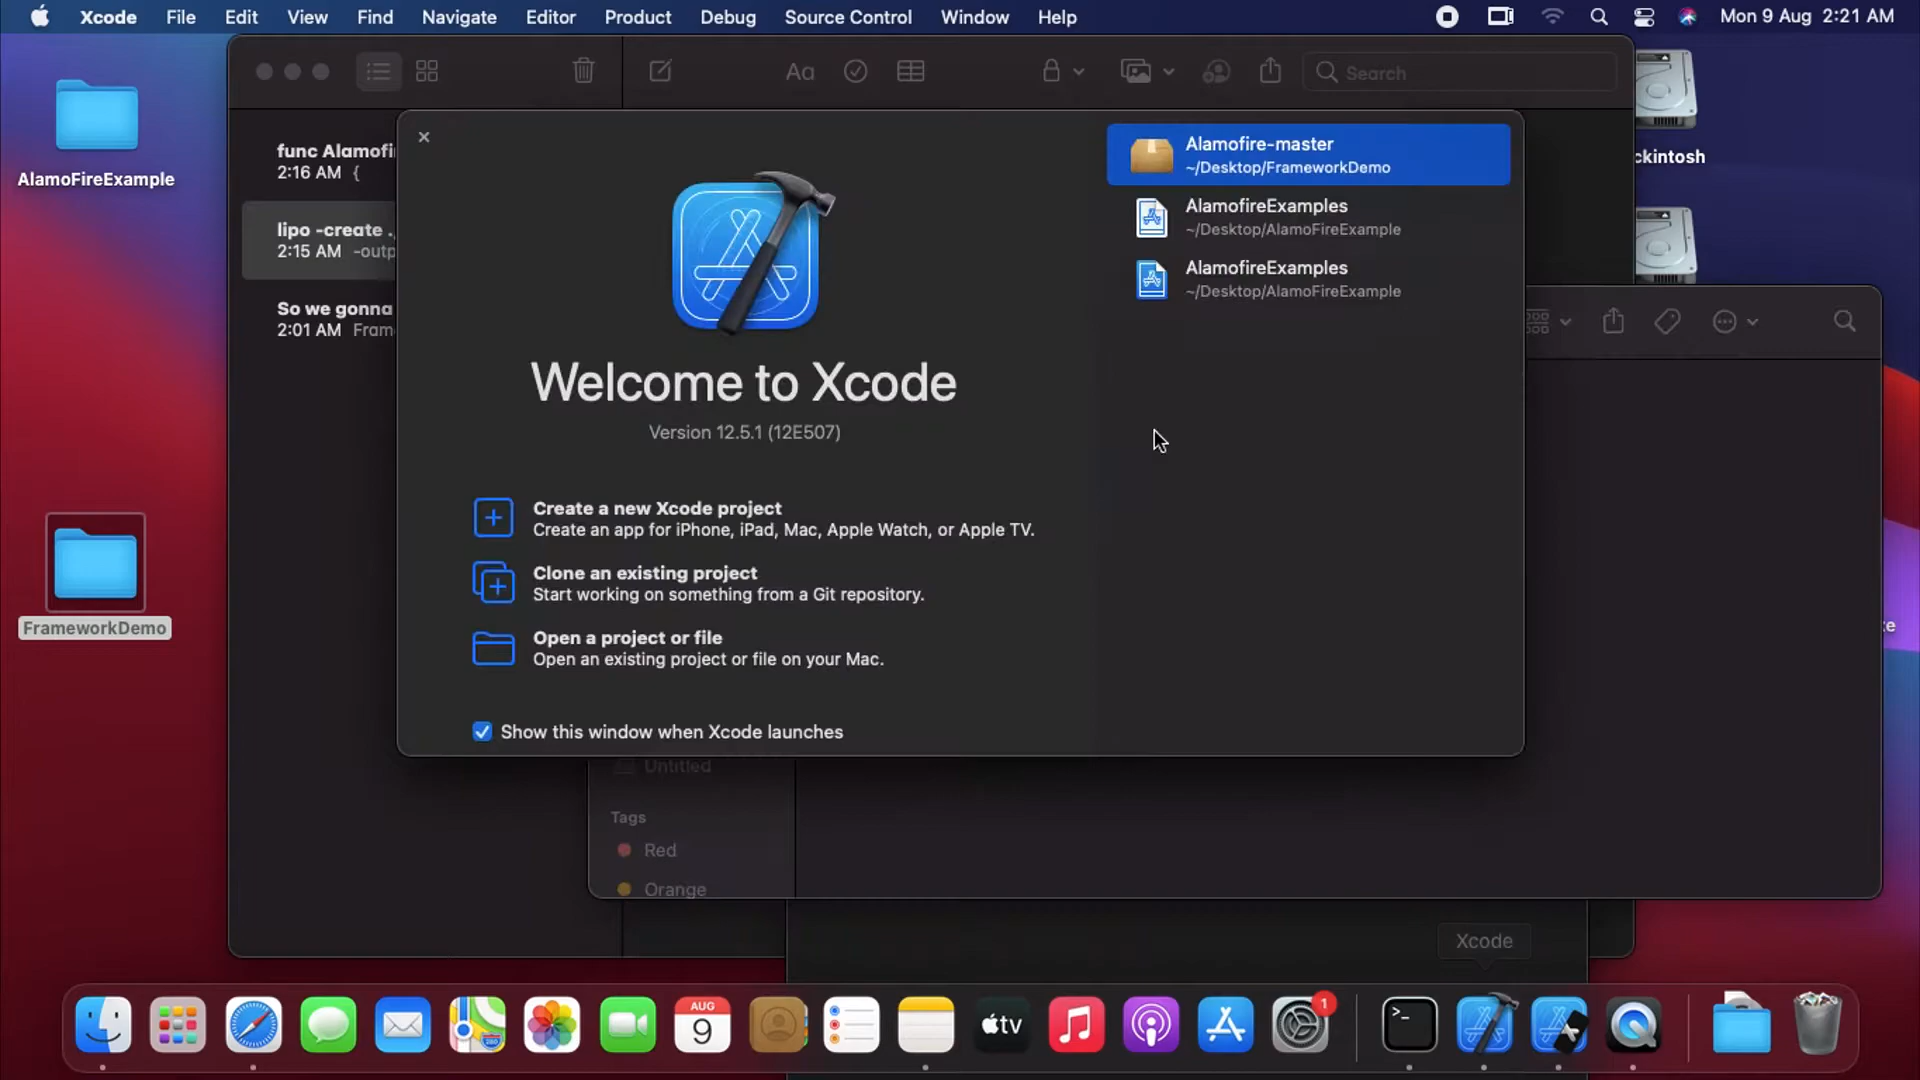 Xcode File Edit View Find Navigate Editor Product Debug Source Control Window Help Mon 9 Aug 2:21 AM
Aa
Search
AlamoFireExample
func Alamofi
2:16 AM {
lipo -create .
2:15 AM -outp
So we gonna
2:01 AM Fram
Welcome to Xcode
Version 12.5.1 (12E507)
Create a new Xcode project
Create an app for iPhone, iPad, Mac, Apple Watch, or Apple TV.
Clone an existing project
Start working on something from a Git repository.
Open a project or file
Open an existing project or file on your Mac.
Show this window when Xcode launches
Alamofire-master
~/Desktop/FrameworkDemo
AlamofireExamples
~/Desktop/AlamoFireExample
AlamofireExamples
~/Desktop/AlamoFireExample
ckintosh
FrameworkDemo
te
Untitled
Tags
Red
Orange
Xcode
AUG
9
tv
1
>_
280